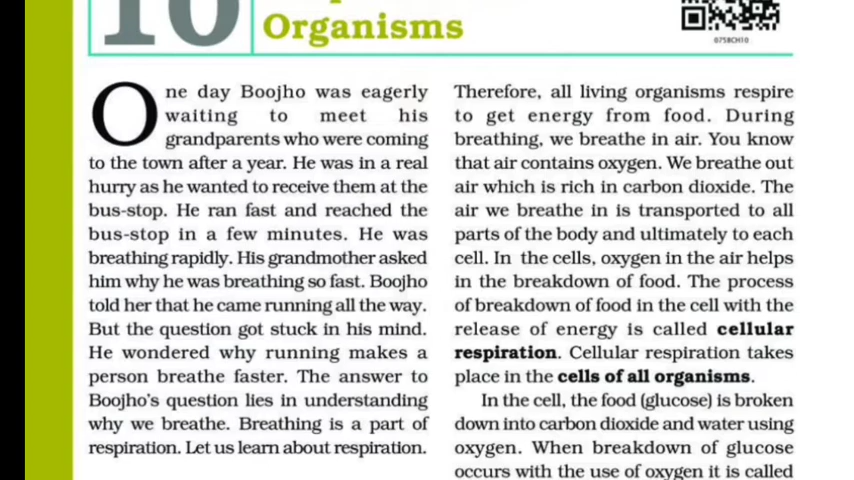 10
Organisms
0758CH10
One day Boojho was eagerly
waiting to meet his
grandparents who were coming
to the town after a year. He was in a real
hurry as he wanted to receive them at the
bus-stop. He ran fast and reached the
bus-stop in a few minutes. He was
breathing rapidly. His grandmother asked
him why he was breathing so fast. Boojho
told her that he came running all the way.
But the question got stuck in his mind.
He wondered why running makes a
person breathe faster. The answer to
Boojho's question lies in understanding
why we breathe. Breathing is a part of
respiration. Let us learn about respiration.
Therefore, all living organisms respire
to get energy from food. During
breathing, we breathe in air. You know
that air contains oxygen. We breathe out
air which is rich in carbon dioxide. The
air we breathe in is transported to all
parts of the body and ultimately to each
cell. In the cells, oxygen in the air helps
in the breakdown of food. The process
of breakdown of food in the cell with the
release of energy is called cellular
respiration. Cellular respiration takes
place in the cells of all organisms.
In the cell, the food (glucose) is broken
down into carbon dioxide and water using
oxygen. When breakdown of glucose
occurs with the use of oxygen it is called